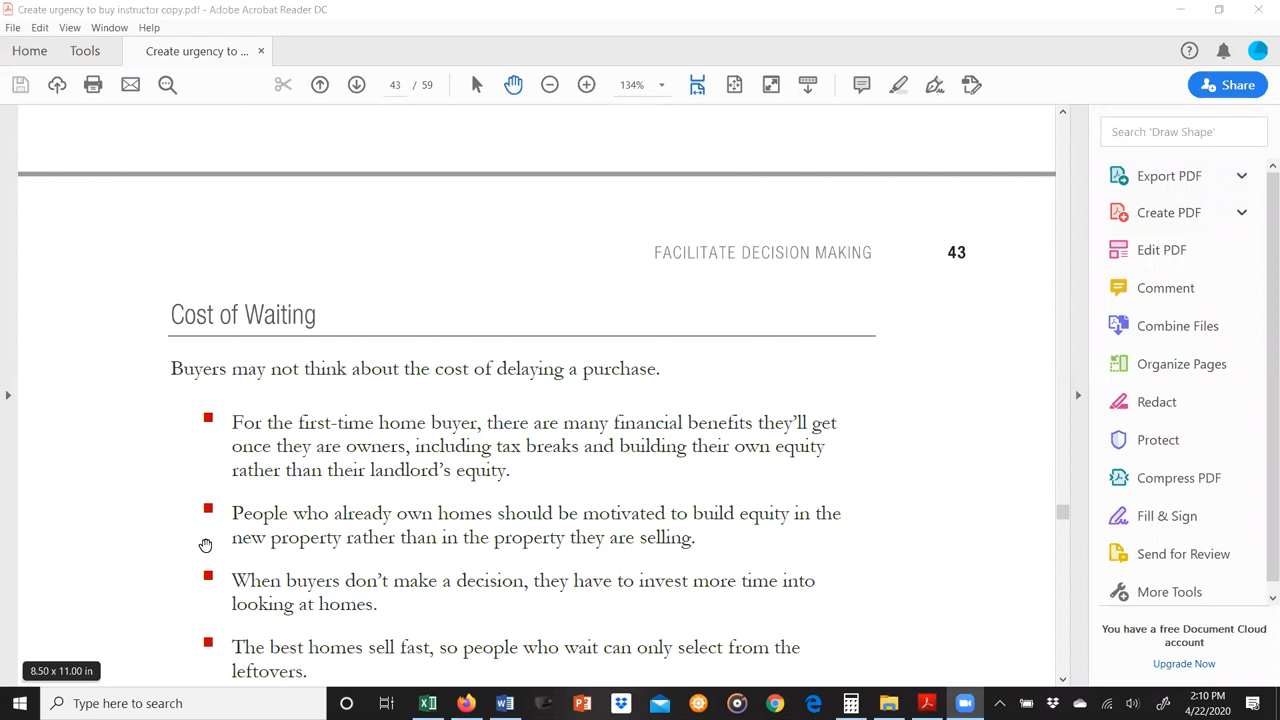 Create urgency to buy instructor copy.pdf - Adobe Acrobat Reader DC
File Edit View Window Help
Home Tools Create urgency to ... ×
43 / 59 134% Share
Search 'Draw Shape'
Export PDF
Create PDF
Edit PDF
Comment
Combine Files
Organize Pages
Redact
Protect
Compress PDF
Fill & Sign
Send for Review
More Tools
You have a free Document Cloud
account
Upgrade Now
FACILITATE DECISION MAKING 43
Cost of Waiting
Buyers may not think about the cost of delaying a purchase.
For the first-time home buyer, there are many financial benefits they'll get
once they are owners, including tax breaks and building their own equity
rather than their landlord's equity.
People who already own homes should be motivated to build equity in the
new property rather than in the property they are selling.
When buyers don't make a decision, they have to invest more time into
looking at homes.
The best homes sell fast, so people who wait can only select from the
leftovers.
8.50 x 11.00 in
Type here to search
2:10 PM
4/22/2020